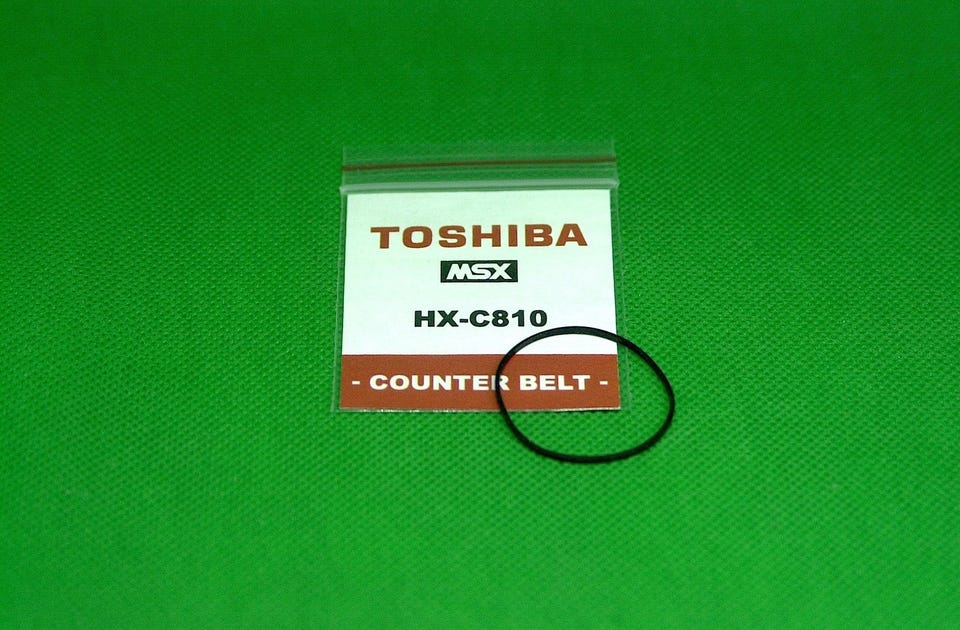 TOSHIBA
MSX
HX-C810
- COUNTER BELT -